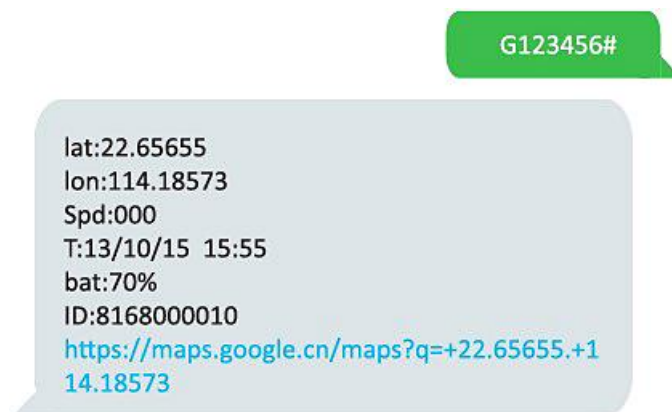 G123456#
lat:22.65655
lon:114.18573
Spd:000
T:13/10/15 15:55
bat:70%
ID:8168000010
https://maps.google.cn/maps?q=+22.65655.+1
14.18573